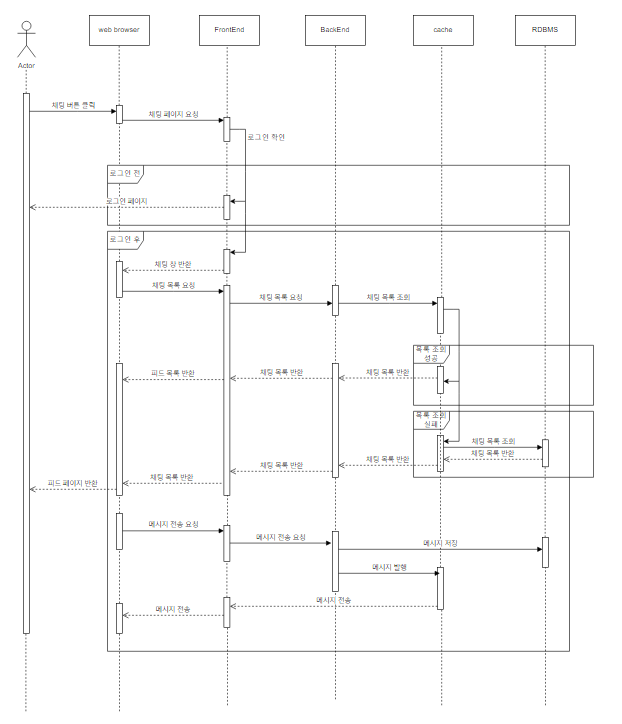 web browser
FrontEnd
BackEnd
cache
RDBMS
Actor
채팅 버튼 클릭
채팅 페이지 요청
로그인 확인
로그인 전
로그인 페이지
로그인 후
채팅 창 반환
채팅 목록 요청
채팅 목록 요청
채팅 목록 조회
목록 조회
성공
피드 목록 반환
채팅 목록 반환
채팅 목록 반환
목록 조회
실패
채팅 목록 조회
채팅 목록 반환
채팅 목록 반환
채팅 목록 반환
채팅 목록 반환
피드 페이지 반환
메시지 전송 요청
메시지 전송 요청
메시지 저장
메시지 발행
메시지 전송
메시지 전송